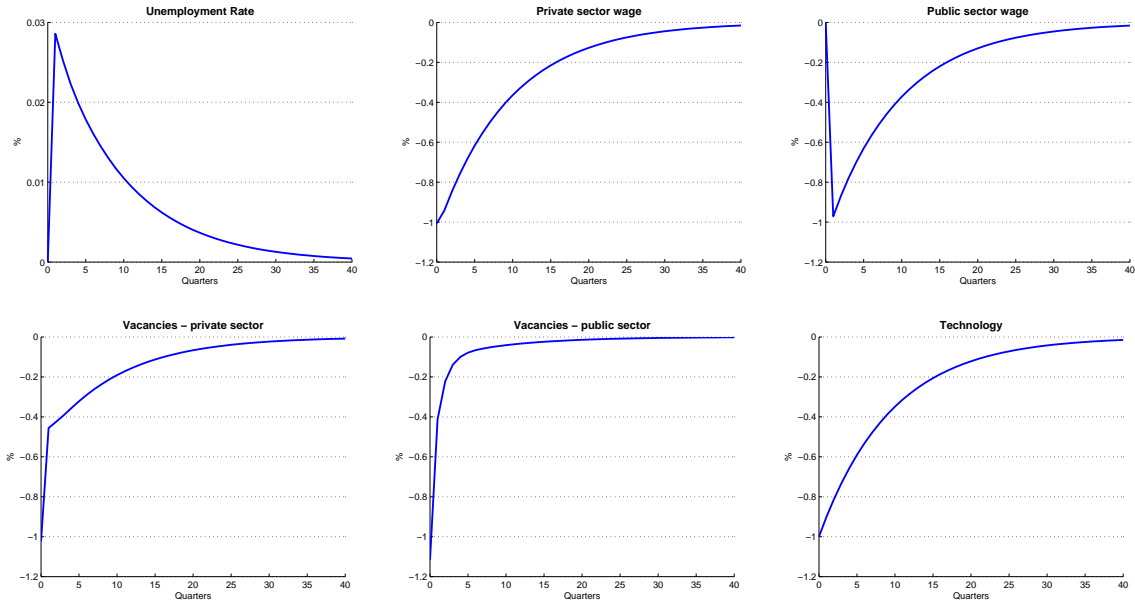 Unemployment Rate
0.03
0.02
0.01
0
%
0 5 10 15 20 25 30 35 40
Quarters
Private sector wage
0
−0.2
−0.4
−0.6
−0.8
−1
−1.2
%
0 5 10 15 20 25 30 35 40
Quarters
Public sector wage
0
−0.2
−0.4
−0.6
−0.8
−1
−1.2
%
0 5 10 15 20 25 30 35 40
Quarters
Vacancies − private sector
0
−0.2
−0.4
−0.6
−0.8
−1
−1.2
%
0 5 10 15 20 25 30 35 40
Quarters
Vacancies − public sector
0
−0.2
−0.4
−0.6
−0.8
−1
−1.2
%
0 5 10 15 20 25 30 35 40
Quarters
Technology
0
−0.2
−0.4
−0.6
−0.8
−1
−1.2
%
0 5 10 15 20 25 30 35 40
Quarters